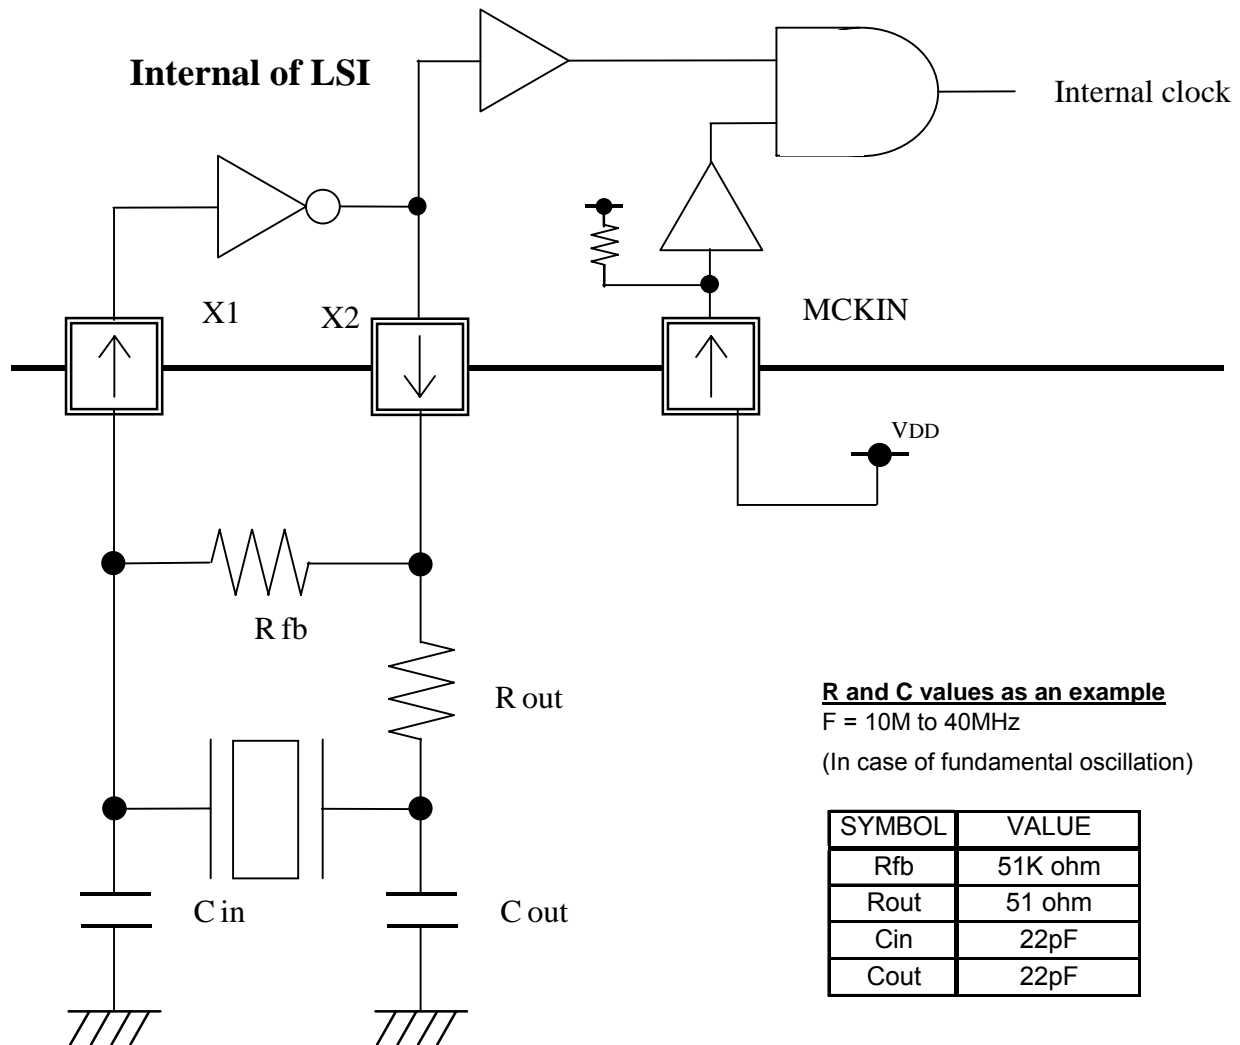 Internal of LSI
Internal clock
X1
X2
MCKIN
VDD
R fb
R out
C in
C out
R and C values as an example
F = 10M to 40MHz
(In case of fundamental oscillation)
SYMBOL VALUE
Rfb 51K ohm
Rout 51 ohm
Cin 22pF
Cout 22pF